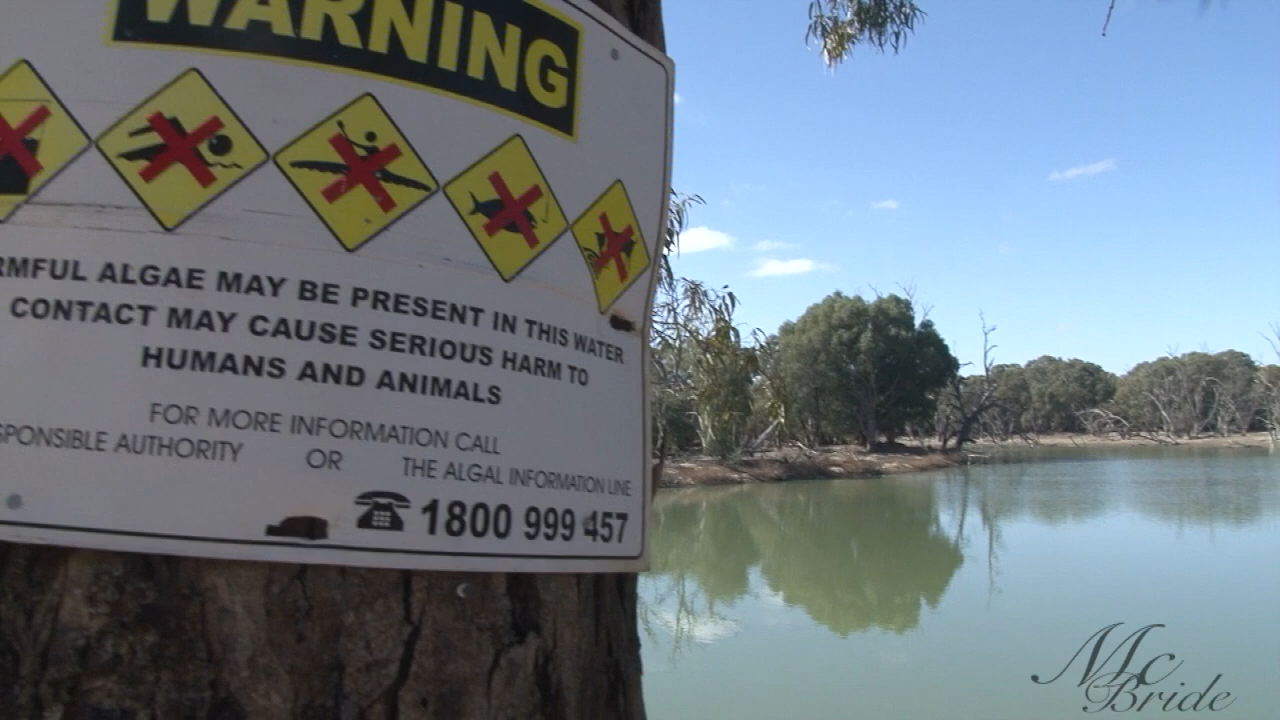 WARNING
RMFUL ALGAE MAY BE PRESENT IN THIS WATER
CONTACT MAY CAUSE SERIOUS HARM TO
HUMANS AND ANIMALS
FOR MORE INFORMATION CALL
SPONSIBLE AUTHORITY OR THE ALGAL INFORMATION LINE
1800 999 457
McBride